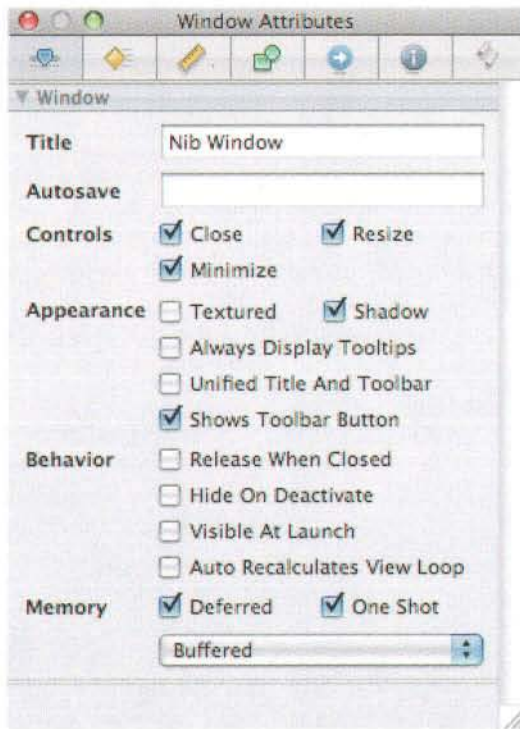 Window Attributes
Window
Title Nib Window
Autosave
Controls Close Resize
Minimize
Appearance Textured Shadow
Always Display Tooltips
Unified Title And Toolbar
Shows Toolbar Button
Behavior Release When Closed
Hide On Deactivate
Visible At Launch
Auto Recalculates View Loop
Memory Deferred One Shot
Buffered